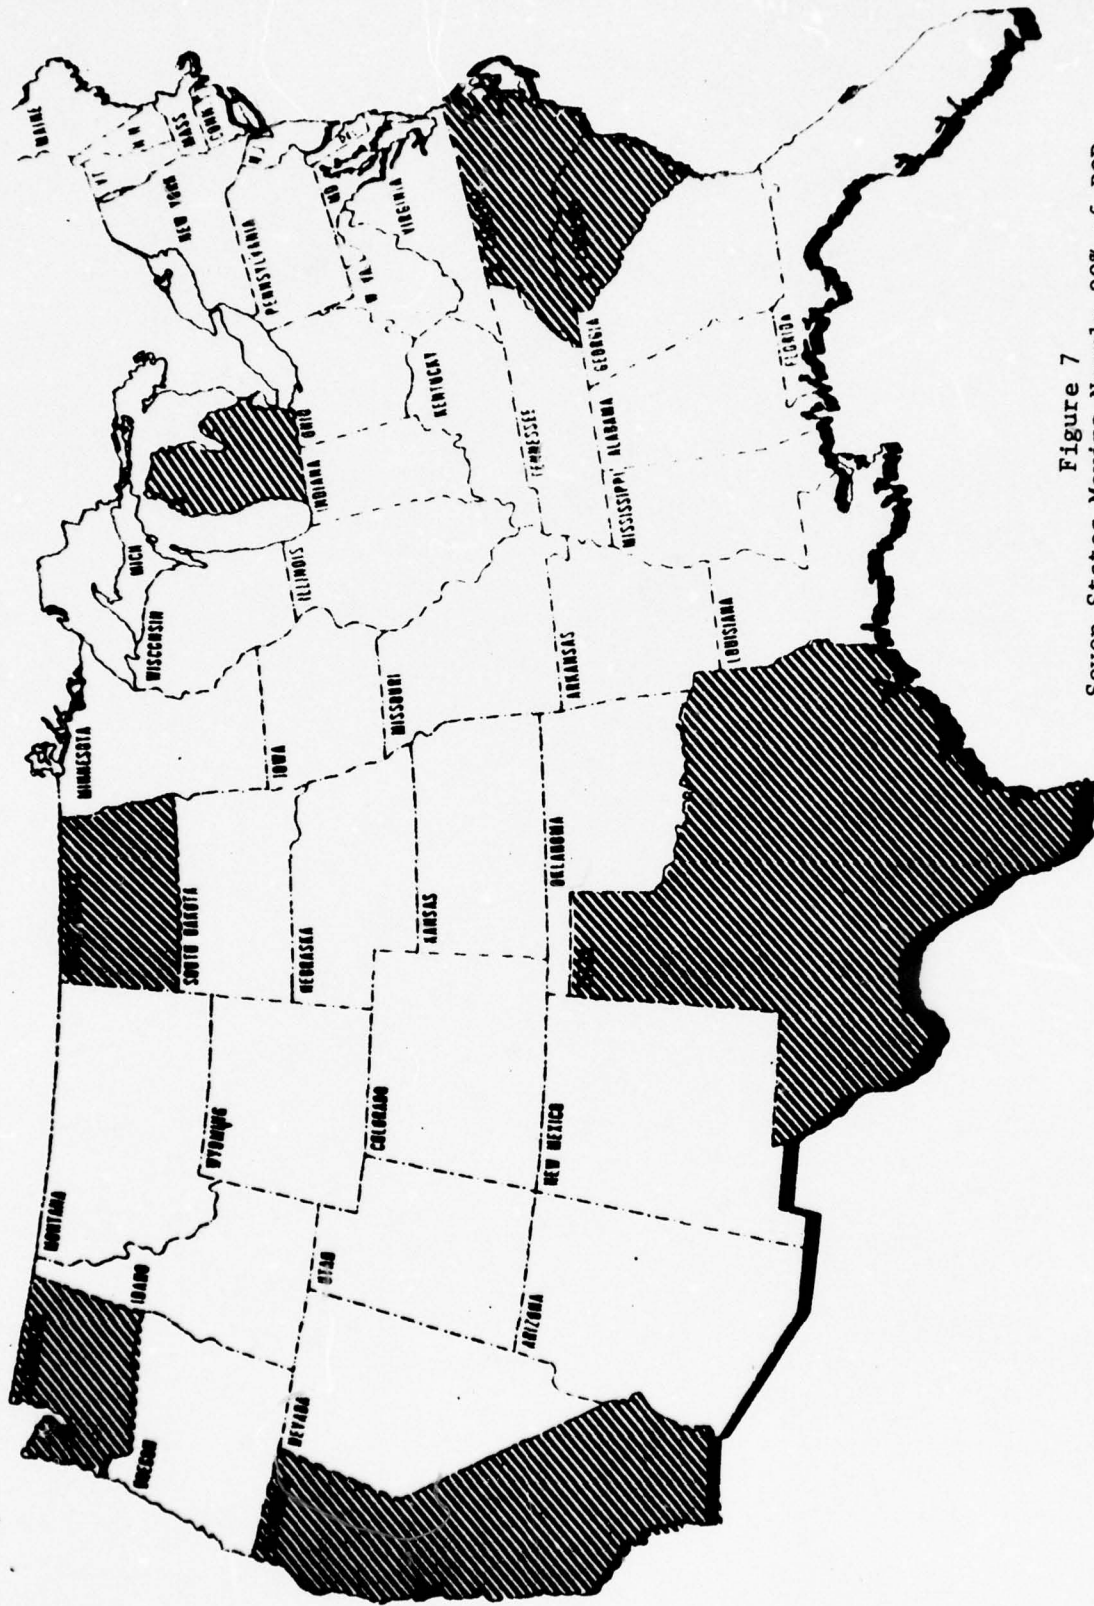 MAINE
VT
N H
MASS
CONN
NEW YORK
N J
PENNSYLVANIA
DEL
MD
W VA
VIRGINIA
OHIO
INDIANA
KENTUCKY
TENNESSEE
MICH
WISCONSIN
ILLINOIS
MINNESOTA
IOWA
MISSOURI
ARKANSAS
LOUISIANA
MISSISSIPPI
ALABAMA
GEORGIA
FLORIDA
SOUTH DAKOTA
NEBRASKA
KANSAS
OKLAHOMA
MONTANA
WYOMING
COLORADO
NEW MEXICO
IDAHO
UTAH
ARIZONA
OREGON
NEVADA
Figure 7